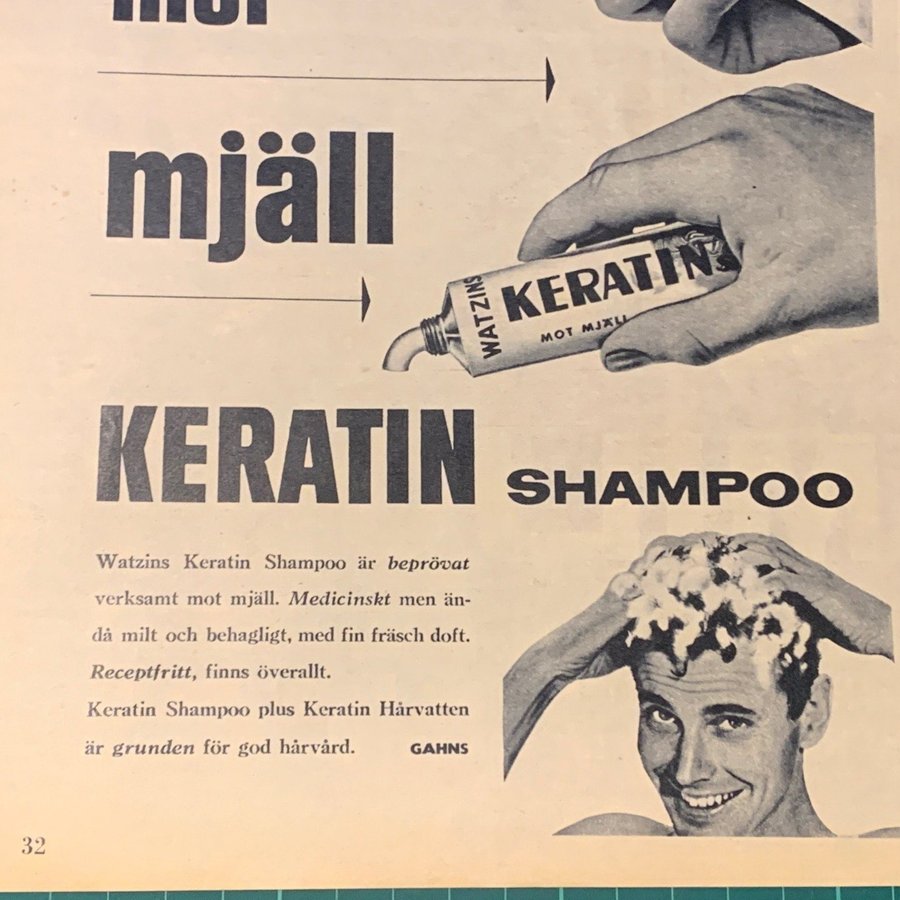 mot
mjäll
WATZINS
KERATINS
MOT MJÄLL
KERATIN SHAMPOO
Watzins Keratin Shampoo är beprövat
verksamt mot mjäll. Medicinskt men än-
då milt och behagligt, med fin fräsch doft.
Receptfritt, finns överallt.
Keratin Shampoo plus Keratin Hårvatten
är grunden för god hårvård. GAHNS
32